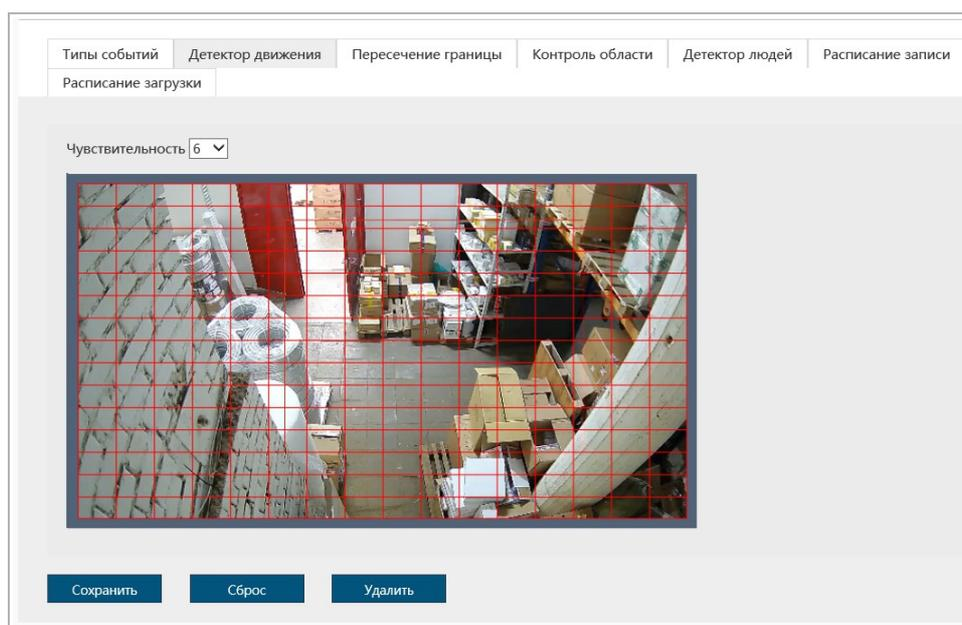 Типы событий Детектор движения Пересечение границы Контроль области Детектор людей Расписание записи
Расписание загрузки
Чувствительность 6
Сохранить Сброс Удалить